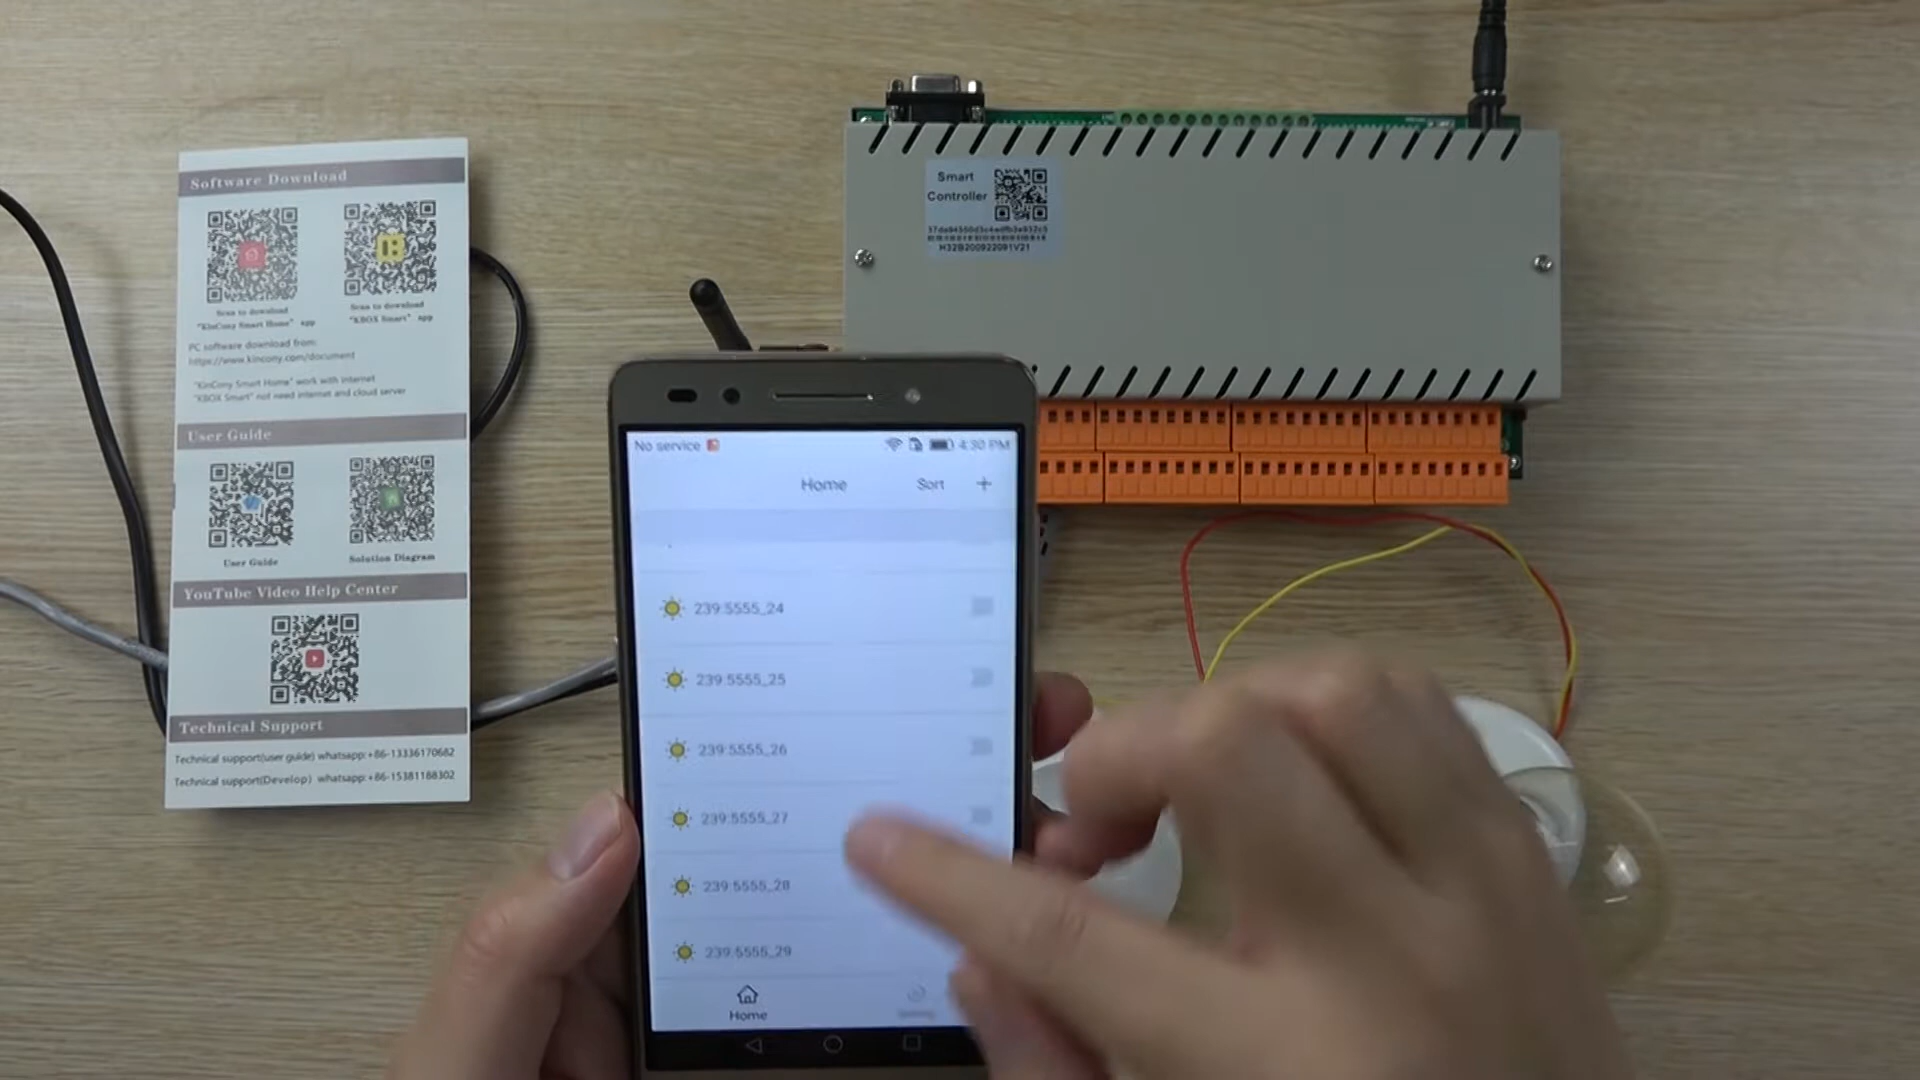 Software Download
Scan to download
"KinCony Smart Home" app
Scan to download
"KBOX Smart" app
PC software download from:
https://www.kincony.com/document
"KinCony Smart Home" work with internet
"KBOX Smart" not need internet and cloud server
User Guide
User Guide
Solution Diagram
YouTube Video Help Center
Technical Support
Technical support(user guide) whatsapp:+86-13336170682
Technical support(Develop) whatsapp:+86-15381188302
Smart
Controller
H32B200922091V21
No service
4:30 PM
Home
Sort
239:5555_24
239:5555_25
239:5555_26
239:5555_27
239:5555_28
239:5555_29
Home